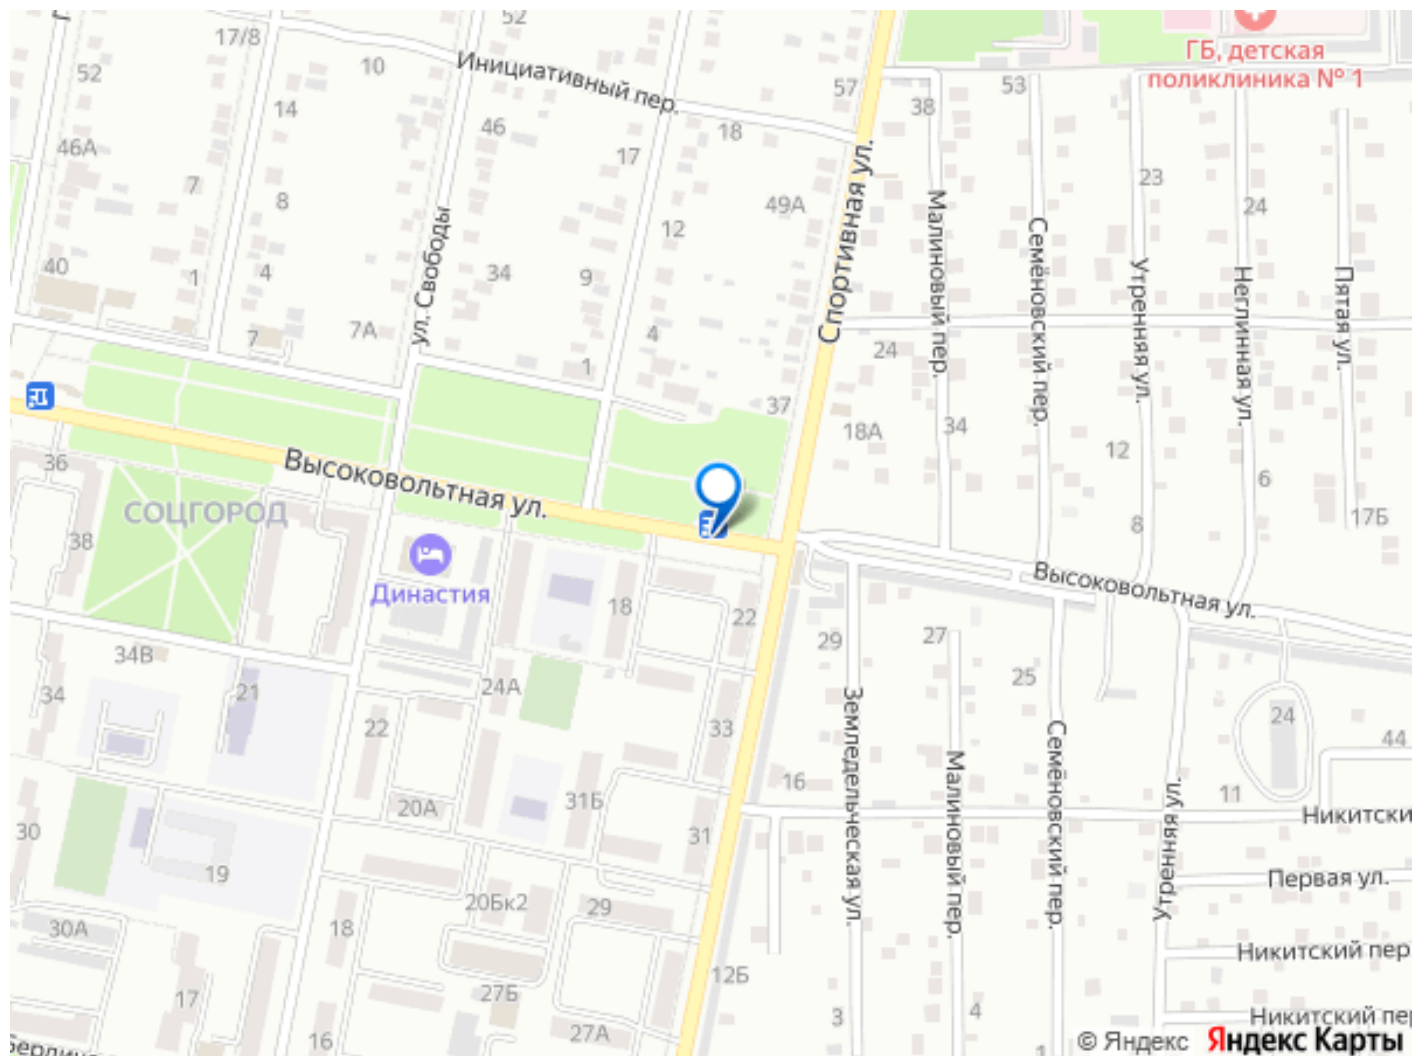 52
17/8
ГБ, детская
поликлиника № 1
Инициативный пер.
10
52
57
53
38
14
46
18
46А
17
7
23
8
49А
24
12
Спортивная ул.
Малиновый пер.
Семёновский пер.
Утренняя ул.
Неглинная ул.
Пятая ул.
ул. Свободы
40
1
4
34
9
7
7А
4
24
1
37
18А
34
12
36
Высоковольтная ул.
6
СОЦГОРОД
17Б
8
38
Династия
18
22
Высоковольтная ул.
29
27
34В
25
34
21
24А
22
33
24
44
Земледельческая ул.
Малиновый пер.
Семёновский пер.
Утренняя ул.
16
11
20А
31Б
Никитски
30
31
19
Первая ул.
20Бк2
29
30А
18
Никитский пер
12Б
17
27Б
3
4
Никитский пер
16
27А
1
© Яндекс
Яндекс Карты